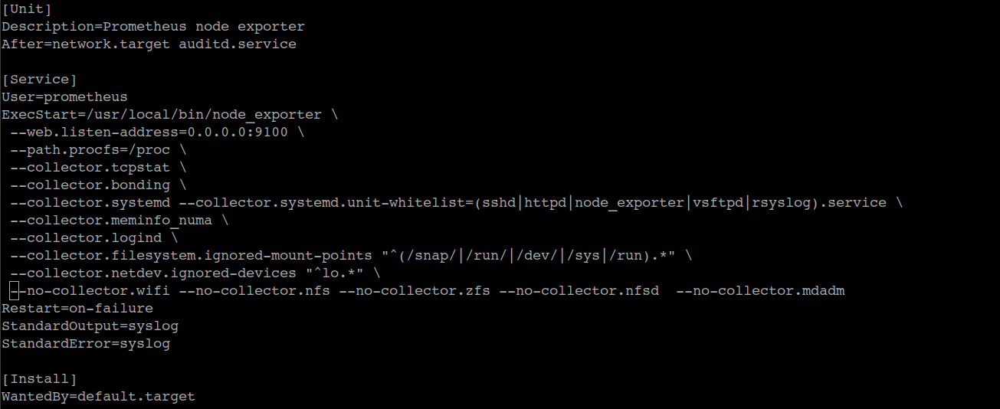 [Unit]
Description=Prometheus node exporter
After=network.target auditd.service

[Service]
User=prometheus
ExecStart=/usr/local/bin/node_exporter \
 --web.listen-address=0.0.0.0:9100 \
 --path.procfs=/proc \
 --collector.tcpstat \
 --collector.bonding \
 --collector.systemd --collector.systemd.unit-whitelist=(sshd|httpd|node_exporter|vsftpd|rsyslog).service \
 --collector.meminfo_numa \
 --collector.logind \
 --collector.filesystem.ignored-mount-points "^(/snap/|/run/|/dev/|/sys|/run).*" \
 --collector.netdev.ignored-devices "^lo.*" \
 --no-collector.wifi --no-collector.nfs --no-collector.zfs --no-collector.nfsd  --no-collector.mdadm
Restart=on-failure
StandardOutput=syslog
StandardError=syslog

[Install]
WantedBy=default.target